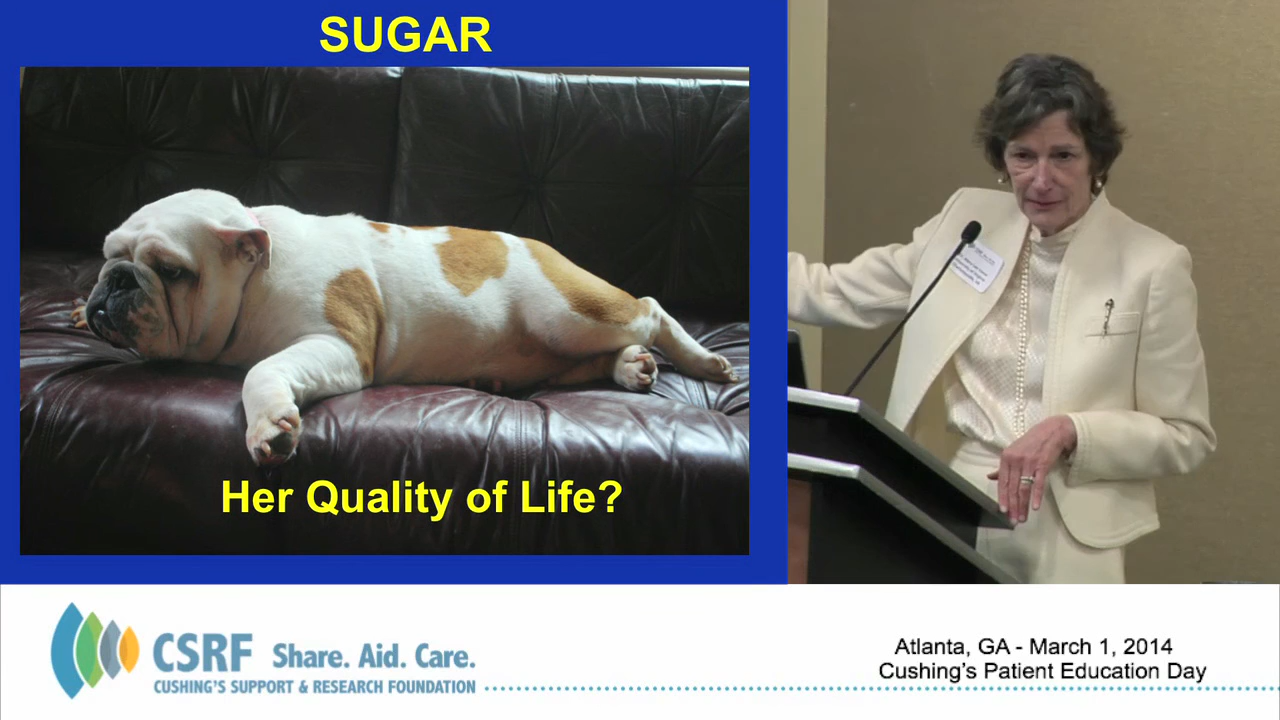 SUGAR
Her Quality of Life?
CSRF Share. Aid. Care.
CUSHING'S SUPPORT & RESEARCH FOUNDATION
Atlanta, GA - March 1, 2014
Cushing's Patient Education Day